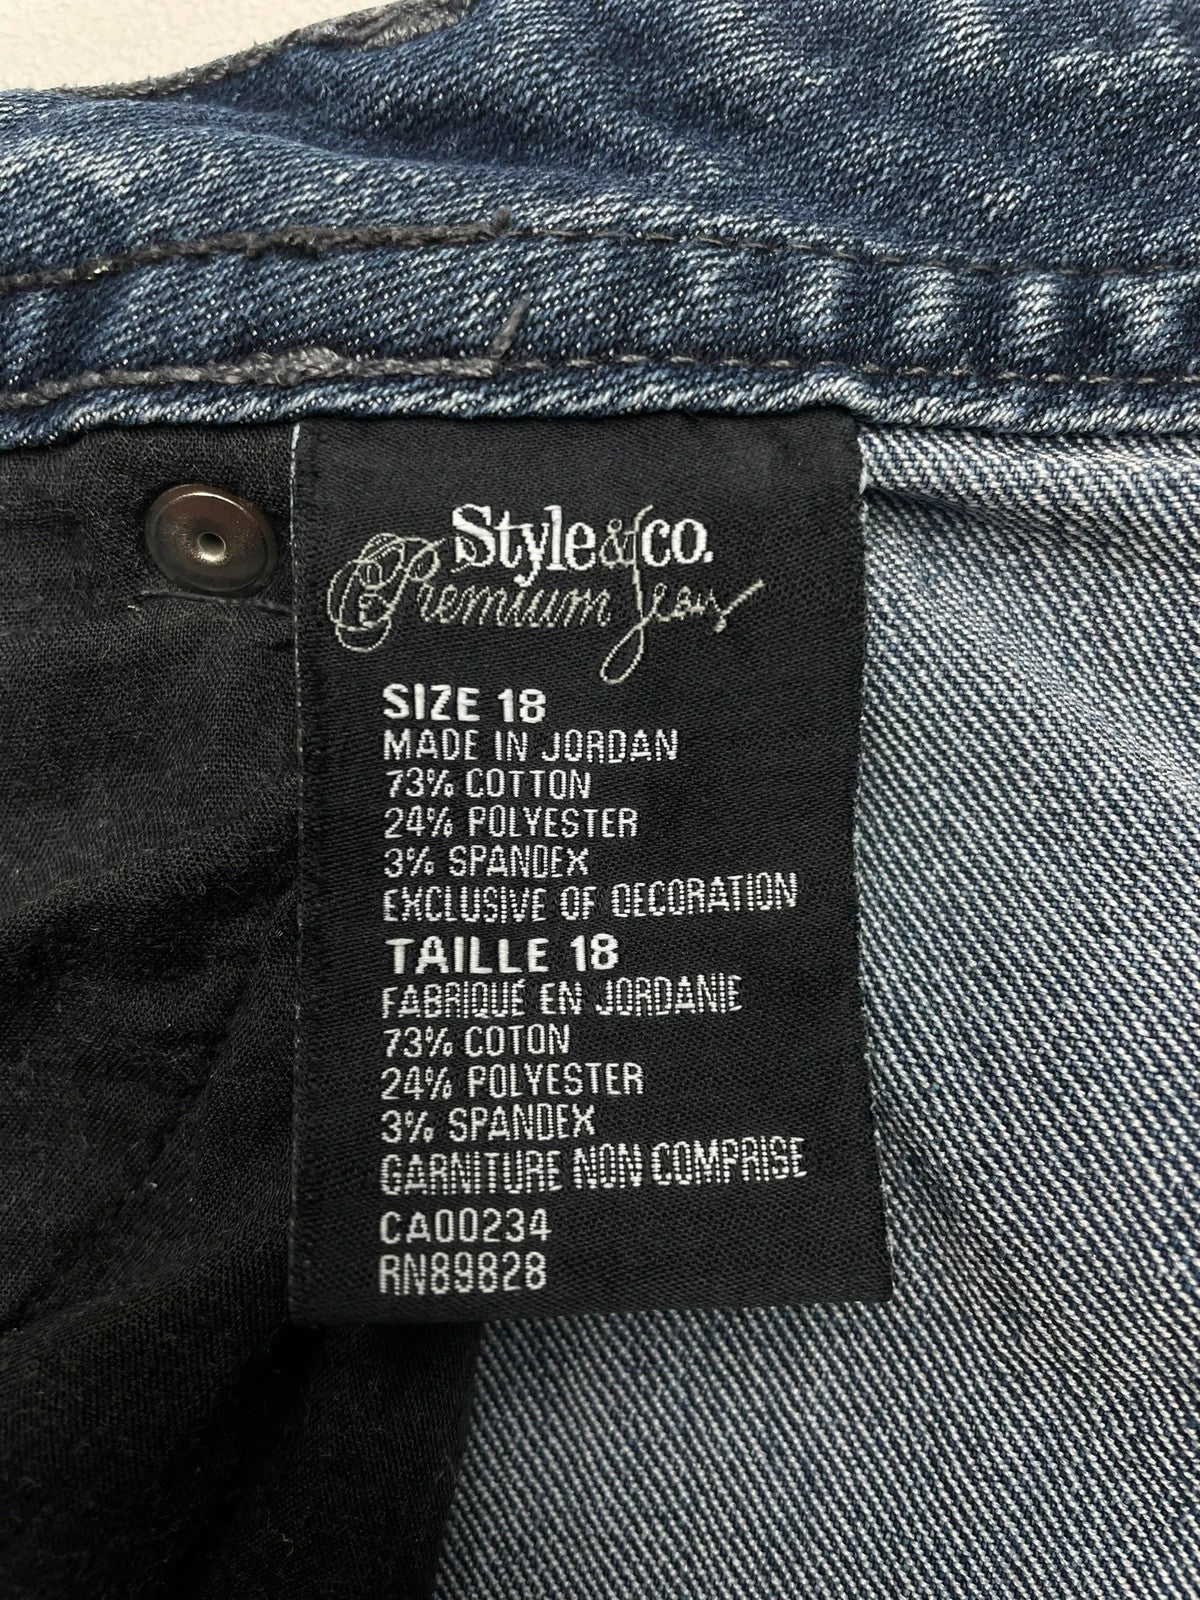 Style&co.
Premium Jeans
SIZE 18
MADE IN JORDAN
73% COTTON
24% POLYESTER
3% SPANDEX
EXCLUSIVE OF DECORATION
TAILLE 18
FABRIQUÉ EN JORDANIE
73% COTON
24% POLYESTER
3% SPANDEX
GARNITURE NON COMPRISE
CA00234
RN89828